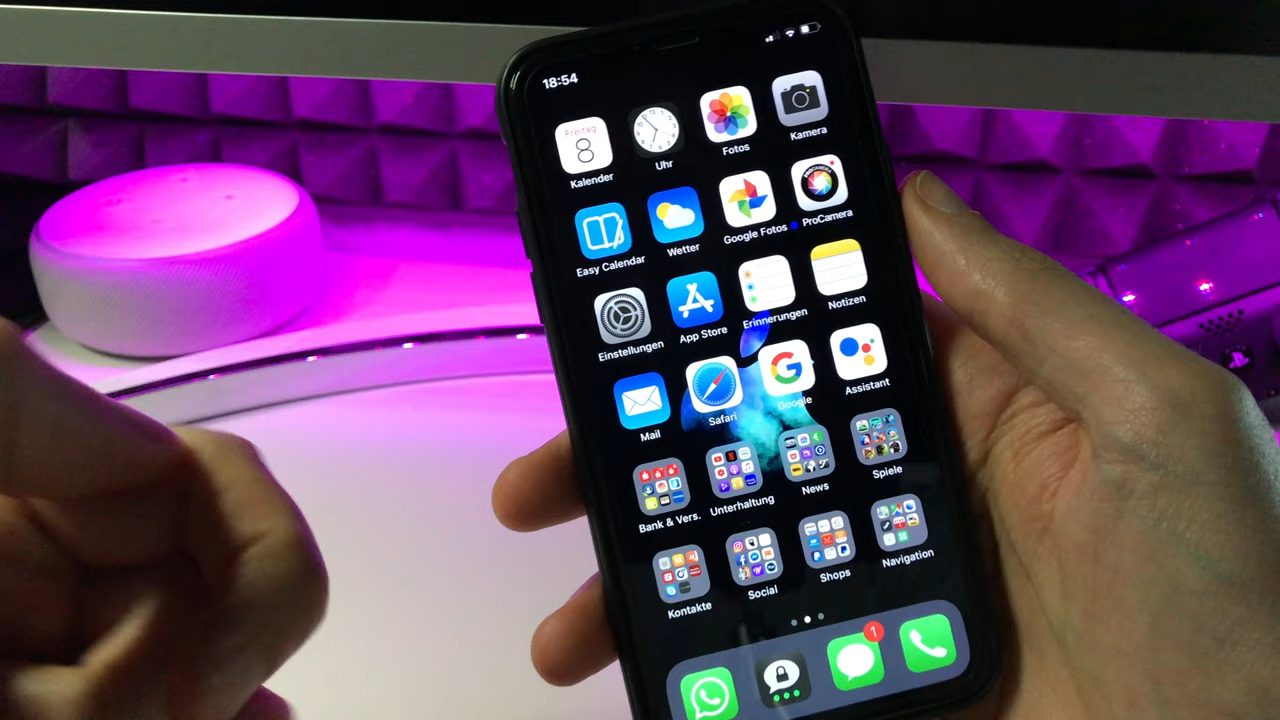 18:54
Freitag
8
Kalender
Uhr
Fotos
Kamera
Easy Calendar
Wetter
Google Fotos
PROCAMERA
ProCamera
Einstellungen
App Store
Erinnerungen
Notizen
Mail
Safari
G
Google
Assistant
Bank & Vers.
Unterhaltung
News
Spiele
Kontakte
Social
Shops
Navigation
1